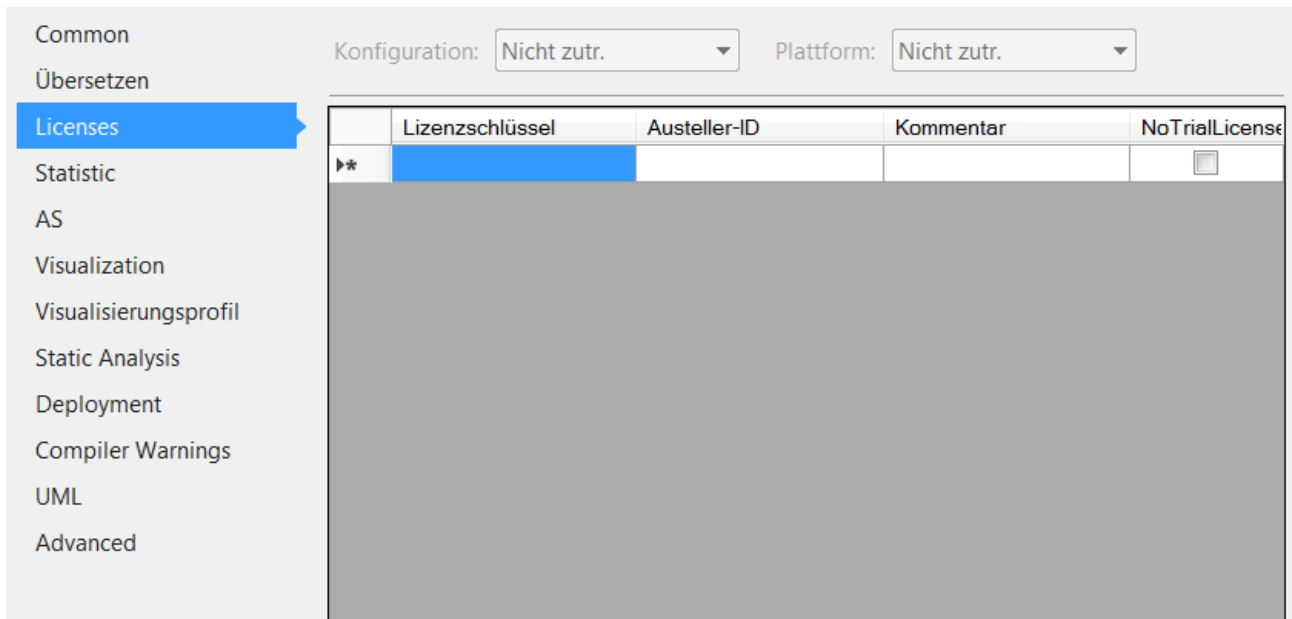 Common
Übersetzen
Licenses
Statistic
AS
Visualization
Visualisierungsprofil
Static Analysis
Deployment
Compiler Warnings
UML
Advanced
Konfiguration: Nicht zutr. Plattform: Nicht zutr.
Lizenzschlüssel Austeller-ID Kommentar NoTrialLicense